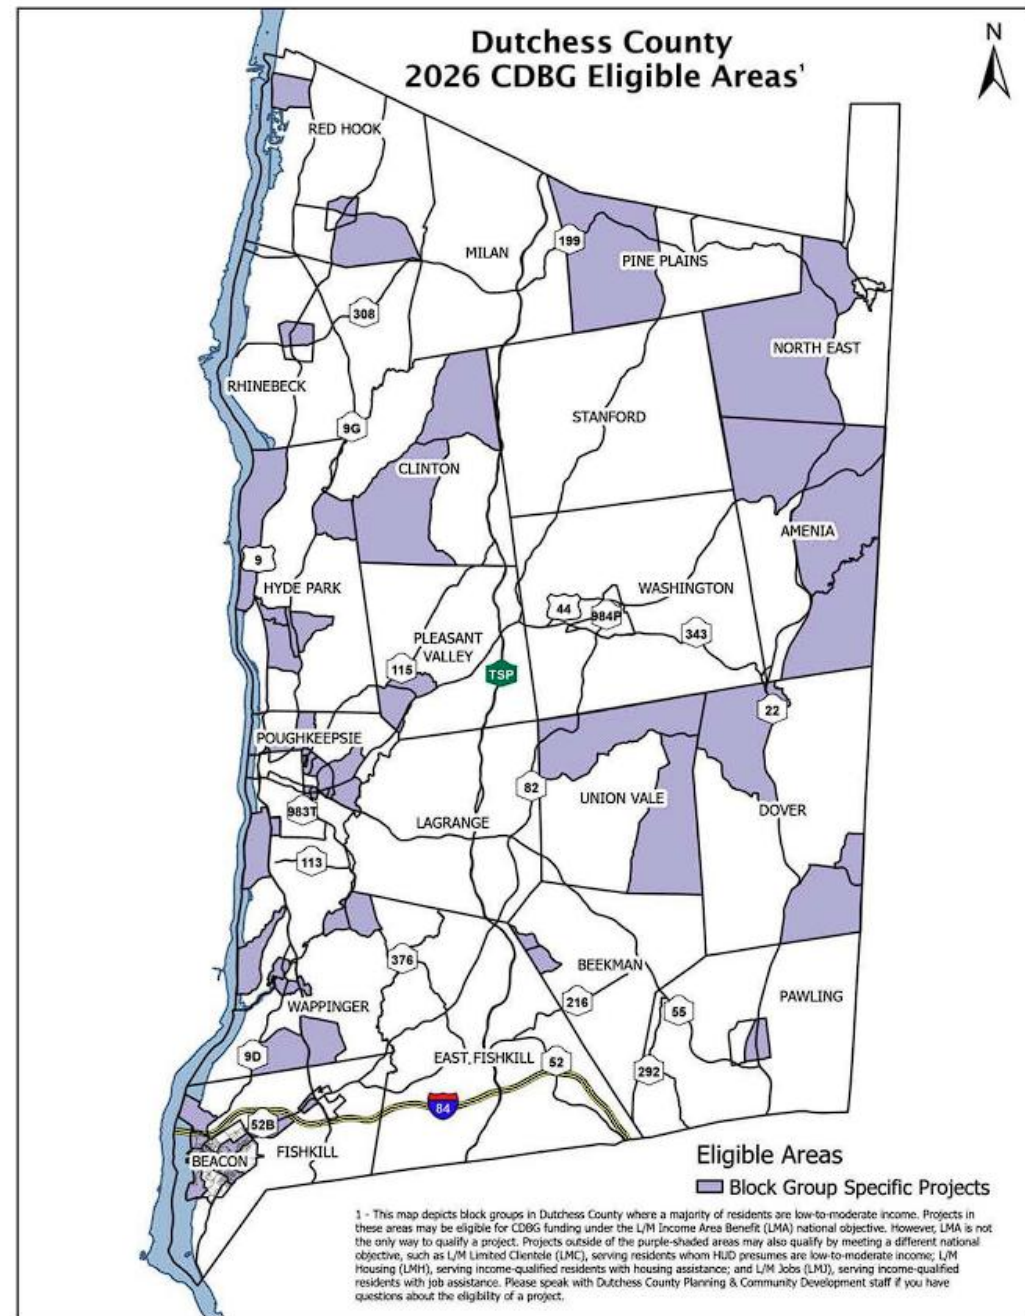 Dutchess County
2026 CDBG Eligible Areas¹
N
RED HOOK
MILAN
199
PINE PLAINS
308
NORTH EAST
RHINEBECK
STANFORD
9G
CLINTON
AMENIA
9
HYDE PARK
WASHINGTON
44
984P
343
PLEASANT
VALLEY
115
TSP
22
POUGHKEEPSIE
82
UNION VALE
DOVER
983T
LAGRANGE
113
376
BEEKMAN
PAWLING
216
WAPPINGER
55
9D
EAST FISHKILL
52
292
84
52B
FISHKILL
BEACON
Eligible Areas
Block Group Specific Projects
1 - This map depicts block groups in Dutchess County where a majority of residents are low-to-moderate income. Projects in
these areas may be eligible for CDBG funding under the L/M Income Area Benefit (LMA) national objective. However, LMA is not
the only way to qualify a project. Projects outside of the purple-shaded areas may also qualify by meeting a different national
objective, such as L/M Limited Clientele (LMC), serving residents whom HUD presumes are low-to-moderate income; L/M
Housing (LMH), serving income-qualified residents with housing assistance; and L/M Jobs (LMJ), serving income-qualified
residents with job assistance. Please speak with Dutchess County Planning & Community Development staff if you have
questions about the eligibility of a project.